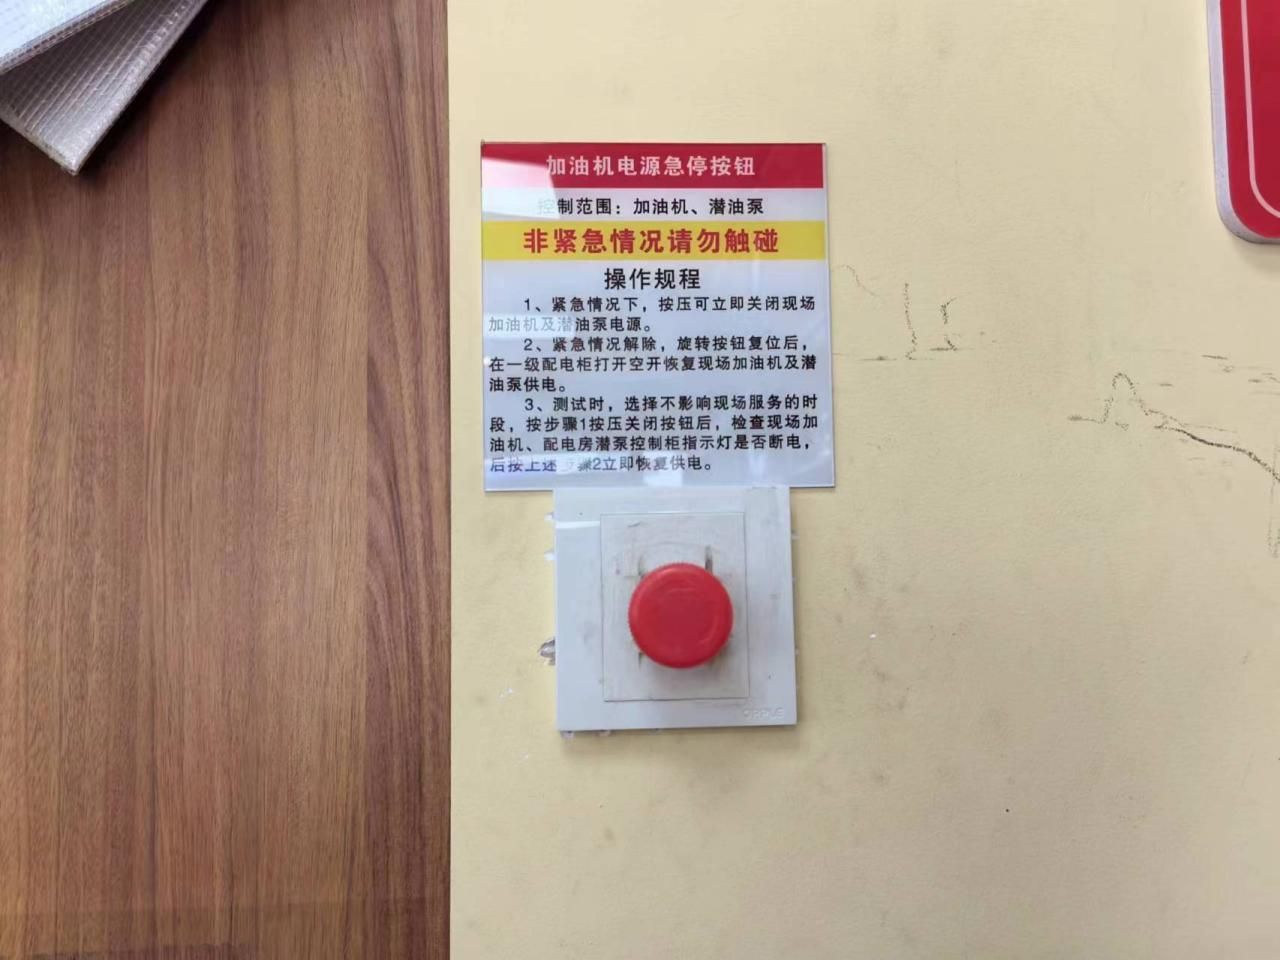 加油机电源急停按钮
控制范围：加油机、潜油泵
非紧急情况请勿触碰
操作规程
1、紧急情况下，按压可立即关闭现场
加油机及潜油泵电源。
2、紧急情况解除，旋转按钮复位后，
在一级配电柜打开空开恢复现场加油机及潜
油泵供电。
3、测试时，选择不影响现场服务的时
段，按步骤1按压关闭按钮后，检查现场加
油机、配电房潜泵控制柜指示灯是否断电，
后按上述步骤2立即恢复供电。
OPPLE